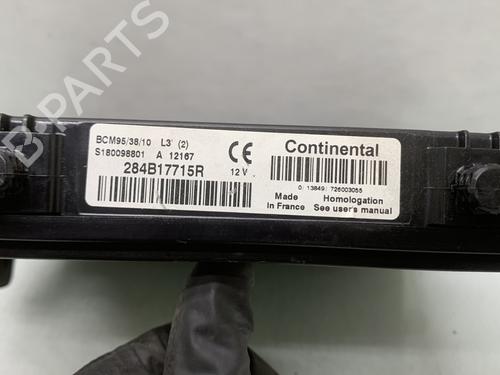 BCM95/38/10 L3 (2)
S180098801 A 12167
284B17715R
12 V
CE
Continental
0 13849 726003055
Made in France
Homologation See user's manual
B-PARTS